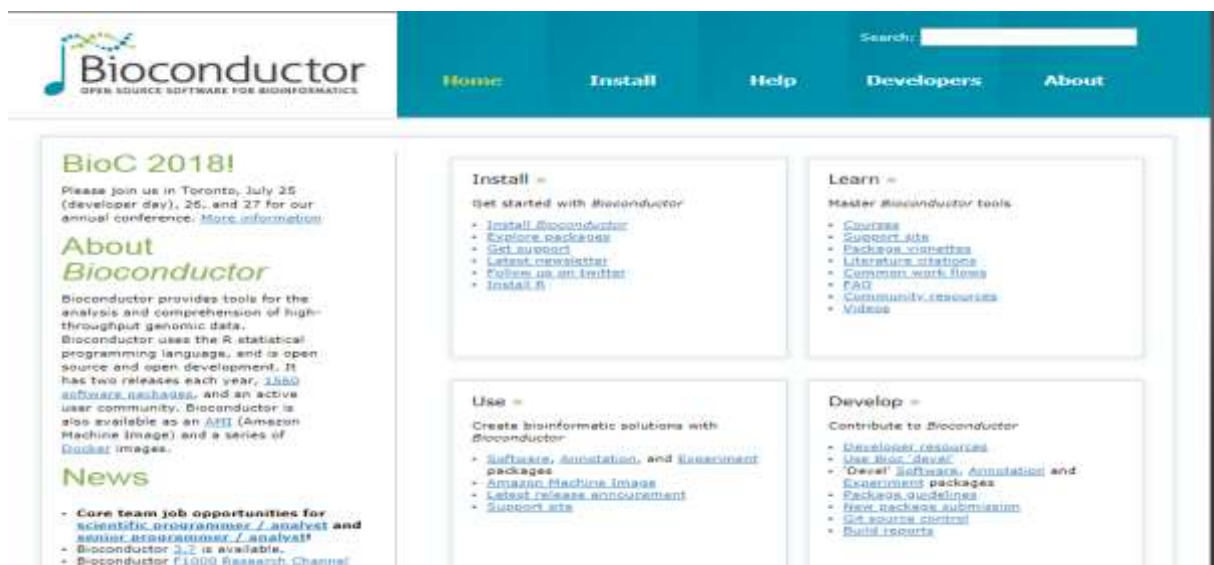 Bioconductor
OPEN SOURCE SOFTWARE FOR BIOINFORMATICS
Search:
Home Install Help Developers About
BioC 2018!
Please join us in Toronto, July 25
(developer day), 26, and 27 for our
annual conference. More information
About
Bioconductor
Bioconductor provides tools for the
analysis and comprehension of high-
throughput genomic data.
Bioconductor uses the R statistical
programming language, and is open
source and open development. It
has two releases each year, 1560
software packages, and an active
user community. Bioconductor is
also available as an AMI (Amazon
Machine Image) and a series of
Docker images.
News
• Core team job opportunities for
scientific programmer / analyst and
senior programmer / analyst!
• Bioconductor 3.7 is available.
• Bioconductor F1000 Research Channel
Install »
Get started with Bioconductor
• Install Bioconductor
• Explore packages
• Get support
• Latest newsletter
• Follow us on twitter
• Install R
Learn »
Master Bioconductor tools
• Courses
• Support site
• Package vignettes
• Literature citations
• Common work flows
• FAQ
• Community resources
• Videos
Use »
Create bioinformatic solutions with
Bioconductor
• Software, Annotation, and Experiment
packages
• Amazon Machine Image
• Latest release announcement
• Support site
Develop »
Contribute to Bioconductor
• Developer resources
• Use Bioc 'devel'
• 'Devel' Software, Annotation and
Experiment packages
• Package guidelines
• New package submission
• Git source control
• Build reports